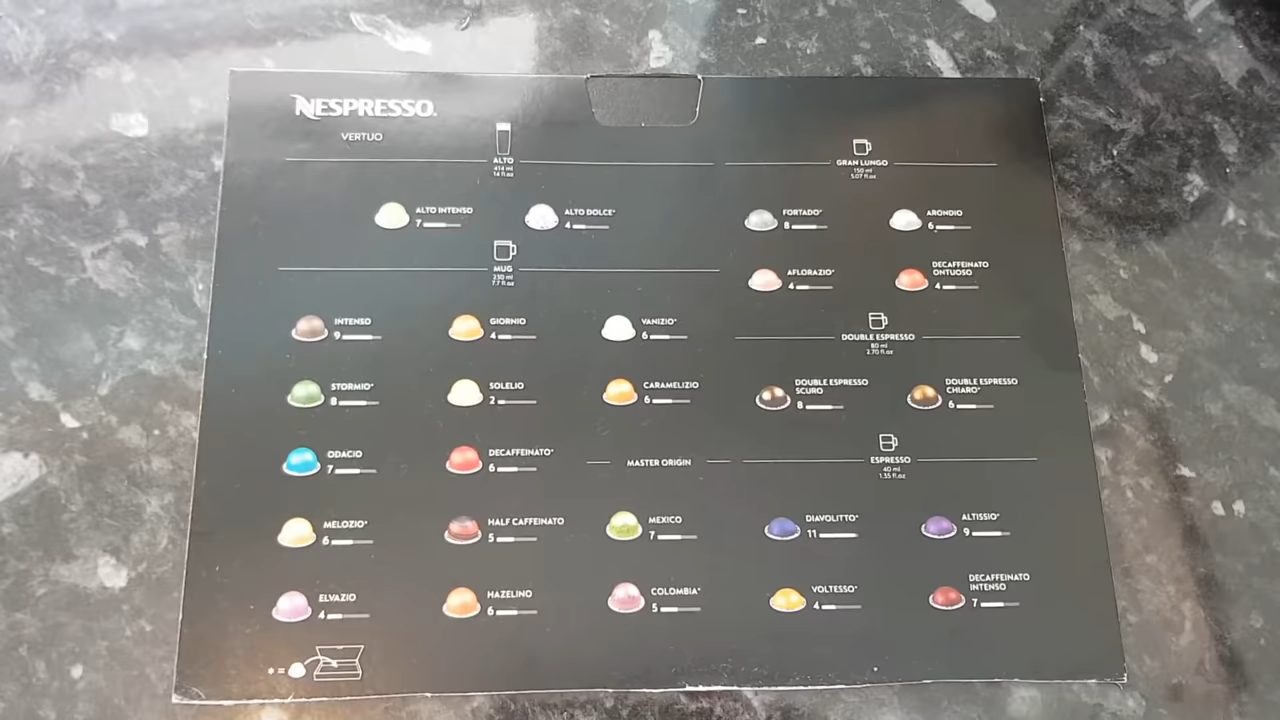 NESPRESSO.
VERTUO
ALTO
414 ml
14 fl.oz
ALTO INTENSO
7
ALTO DOLCE*
4
MUG
230 ml
7.7 fl.oz
INTENSO
9
GIORNIO
4
VANIZIO*
6
STORMIO*
8
SOLELIO
2
CARAMELIZIO
6
ODACIO
7
DECAFFEINATO*
6
MELOZIO*
6
HALF CAFFEINATO
5
ELVAZIO
4
HAZELINO
6
MASTER ORIGIN
MEXICO
7
COLOMBIA*
5
GRAN LUNGO
150 ml
5.07 fl.oz
FORTADO*
8
ARONDIO
6
AFLORAZIO*
4
DECAFFEINATO
ONTUOSO
4
DOUBLE ESPRESSO
80 ml
2.70 fl.oz
DOUBLE ESPRESSO
SCURO
8
DOUBLE ESPRESSO
CHIARO*
6
ESPRESSO
40 ml
1.35 fl.oz
DIAVOLITTO*
11
ALTISSIO*
9
VOLTESSO*
4
DECAFFEINATO
INTENSO
7
* =